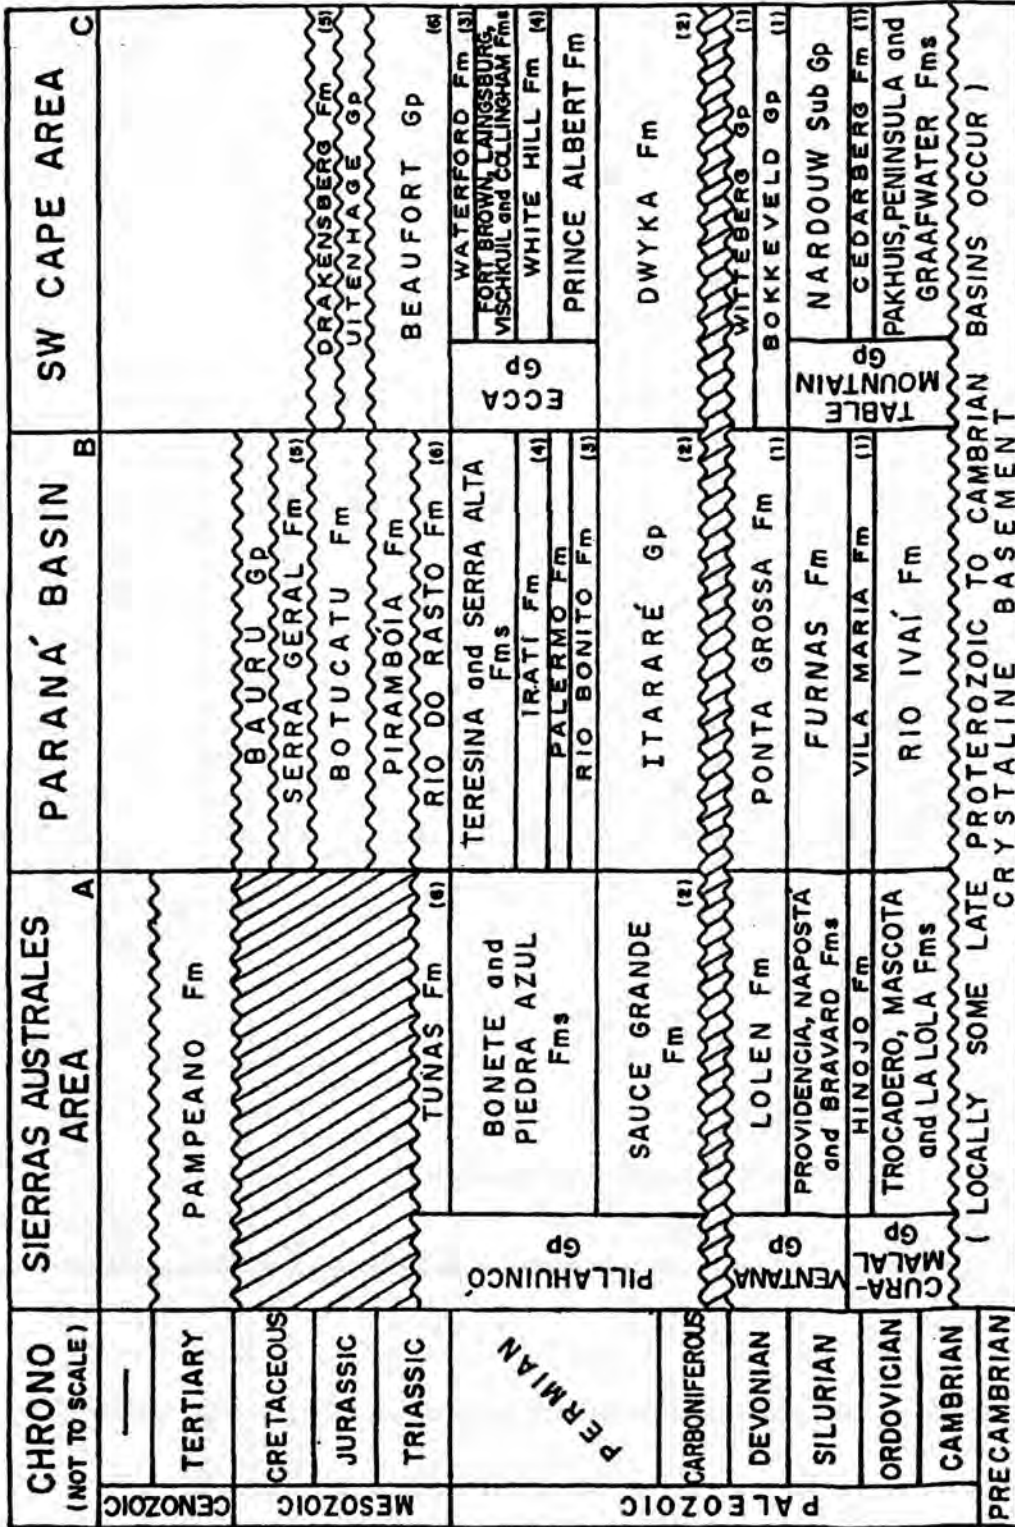 CHRONO
(NOT TO SCALE)
SIERRAS AUSTRALES
AREA
A
PARANÁ BASIN
B
SW CAPE AREA
C
CENOZOIC
—
TERTIARY
MESOZOIC
CRETACEOUS
JURASSIC
TRIASSIC
PALEOZOIC
PERMIAN
CARBONIFEROUS
DEVONIAN
SILURIAN
ORDOVICIAN
CAMBRIAN
PRECAMBRIAN
PAMPEANO Fm
PILLAHUINCÓ
Gp
TUNAS Fm (6)
BONETE and
PIEDRA AZUL
Fms
SAUCE GRANDE
Fm (2)
VENTANA
Gp
LOLEN Fm
PROVIDENCIA, NAPOSTÁ
and BRAVARD Fms
CURA-
MALAL
Gp
HINOJO Fm
TROCADERO, MASCOTA
and LA LOLA Fms
BAURU Gp
SERRA GERAL Fm (5)
BOTUCATU Fm
PIRAMBÓIA Fm
RIO DO RASTO Fm (6)
TERESINA and SERRA ALTA
Fms
IRATÍ Fm (4)
PALERMO Fm
RIO BONITO Fm (3)
ITARARÉ Gp (2)
PONTA GROSSA Fm (1)
FURNAS Fm
VILA MARIA Fm (1)
RIO IVAÍ Fm
DRAKENSBERG Fm (5)
UITENHAGE Gp
BEAUFORT Gp (6)
ECCA
Gp
WATERFORD Fm (3)
FORT BROWN, LAINGSBURG,
VISCHKUIL and COLLINGHAM Fms
WHITE HILL Fm (4)
PRINCE ALBERT Fm
DWYKA Fm (2)
WITTEBERG Gp (1)
BOKKEVELD Gp (1)
TABLE
MOUNTAIN
Gp
NARDOUW Sub Gp
CEDARBERG Fm (1)
PAKHUIS, PENINSULA and
GRAAFWATER Fms
( LOCALLY SOME LATE PROTEROZOIC TO CAMBRIAN BASINS OCCUR )
CRYSTALINE BASEMENT